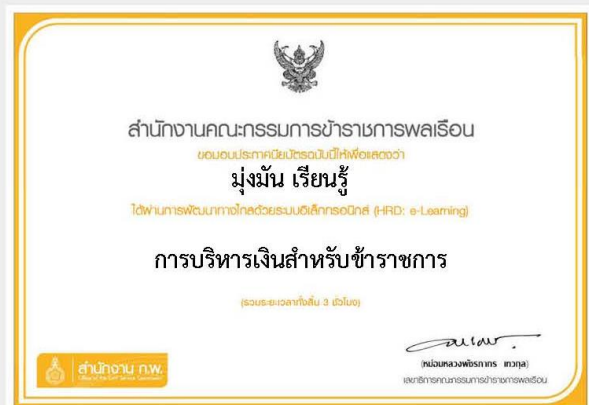 สำนักงานคณะกรรมการข้าราชการพลเรือน
ขอมอบประกาศนียบัตรฉบับนี้ให้เพื่อแสดงว่า
มุ่งมัน เรียนรู้
ได้ผ่านการพัฒนาทางไกลด้วยระบบอิเล็กทรอนิกส์ (HRD: e-Learning)
การบริหารเงินสำหรับข้าราชการ
(รวมระยะเวลาทั้งสิ้น 3 ชั่วโมง)
(หม่อมหลวงพัชรภากร เทวกุล)
เลขาธิการคณะกรรมการข้าราชการพลเรือน
สำนักงาน ก.พ.